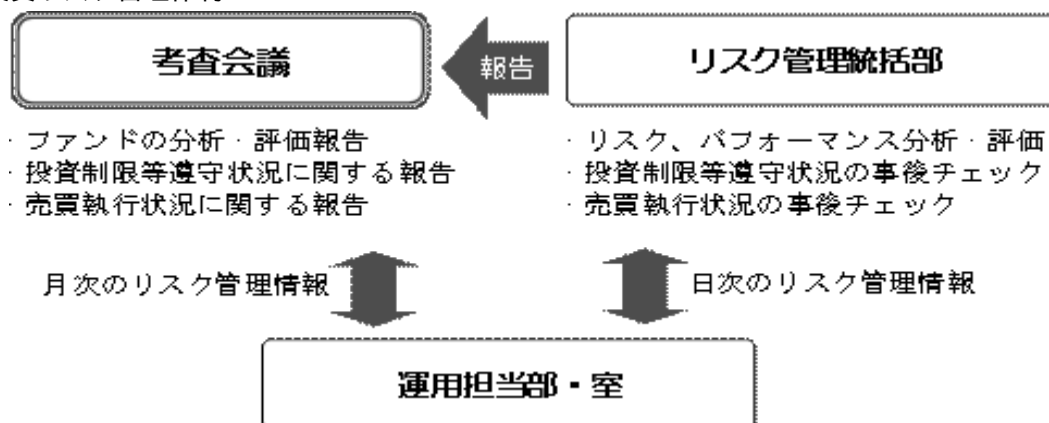 考査会議
報告
リスク管理統括部
・ファンドの分析・評価報告
・投資制限等遵守状況に関する報告
・売買執行状況に関する報告
・リスク、パフォーマンス分析・評価
・投資制限等遵守状況の事後チェック
・売買執行状況の事後チェック
月次のリスク管理情報
日次のリスク管理情報
運用担当部・室